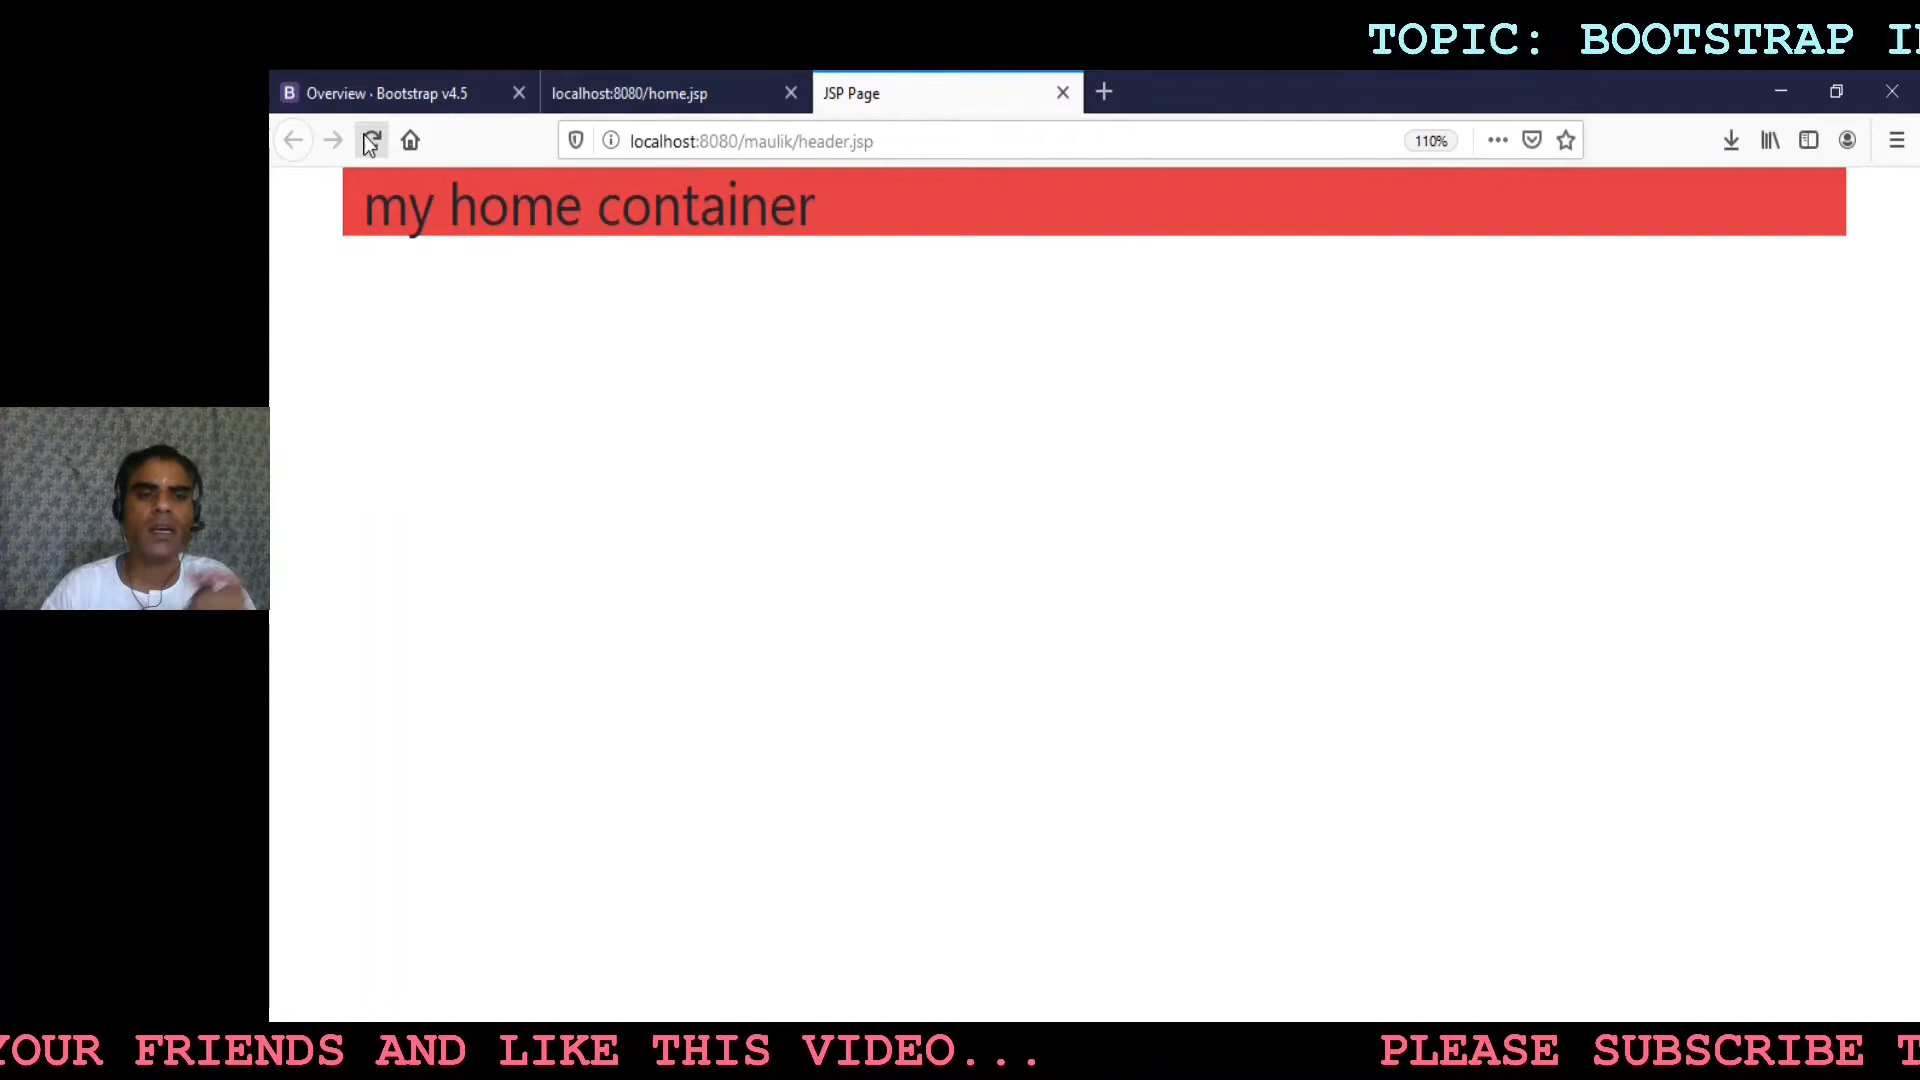 TOPIC: BOOTSTRAP
Overview · Bootstrap v4.5
localhost:8080/home.jsp
JSP Page
localhost:8080/maulik/header.jsp
110%
my home container
YOUR FRIENDS AND LIKE THIS VIDEO...
PLEASE SUBSCRIBE